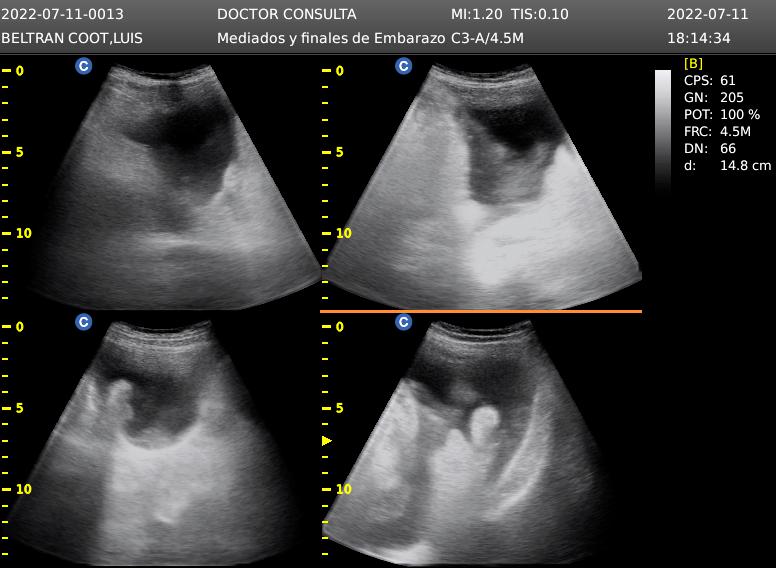 2022-07-11-0013 DOCTOR CONSULTA MI:1.20 TIS:0.10 2022-07-11
BELTRAN COOT,LUIS Mediados y finales de Embarazo C3-A/4.5M 18:14:34
C C [B]
0 0
CPS: 61
GN: 205
POT: 100 %
FRC: 4.5M
DN: 66
5 5
d: 14.8 cm
10 10
C C
0 0
5 5
10 10